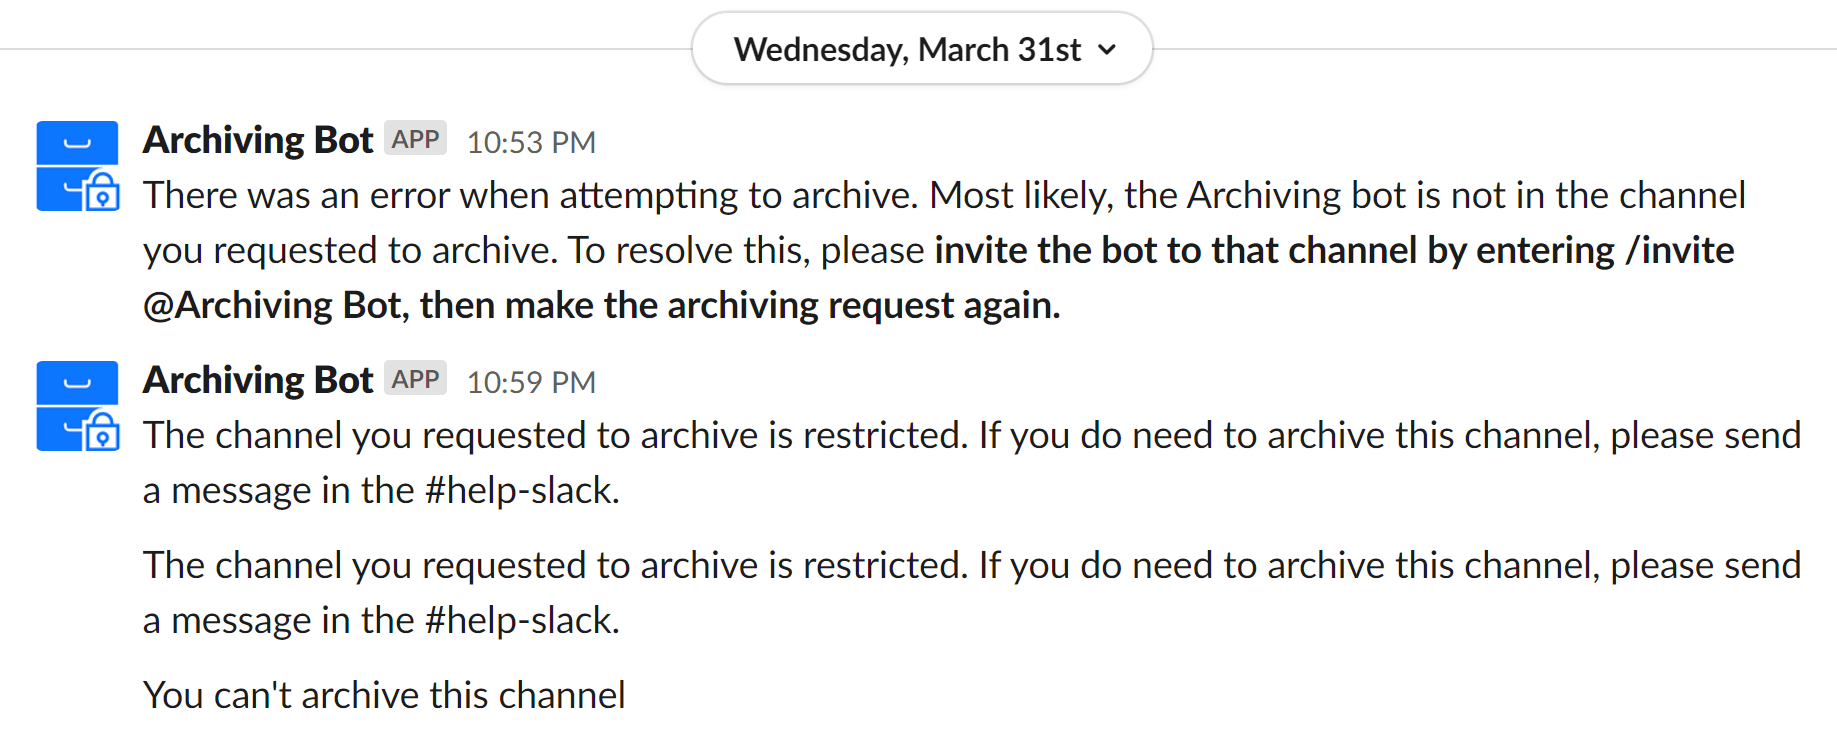 Wednesday, March 31st
Archiving Bot APP 10:53 PM
There was an error when attempting to archive. Most likely, the Archiving bot is not in the channel
you requested to archive. To resolve this, please invite the bot to that channel by entering /invite
@Archiving Bot, then make the archiving request again.
Archiving Bot APP 10:59 PM
The channel you requested to archive is restricted. If you do need to archive this channel, please send
a message in the #help-slack.
The channel you requested to archive is restricted. If you do need to archive this channel, please send
a message in the #help-slack.
You can't archive this channel